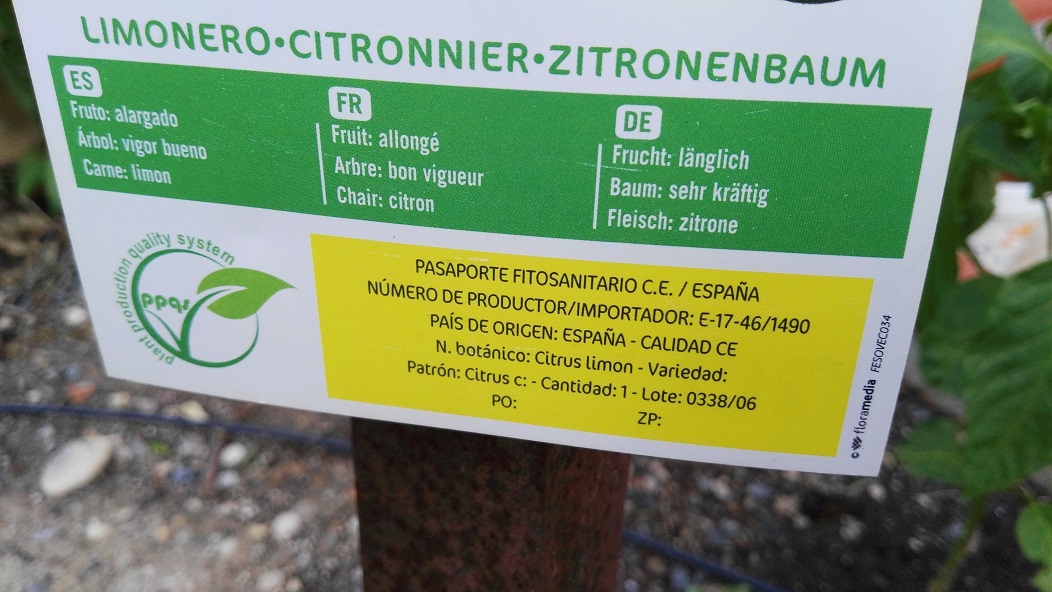 LIMONERO•CITRONNIER•ZITRONENBAUM
ES
Fruto: alargado
Árbol: vigor bueno
Carne: limon
FR
Fruit: allongé
Arbre: bon vigueur
Chair: citron
DE
Frucht: länglich
Baum: sehr kräftig
Fleisch: zitrone
plant production quality system
ppqs
PASAPORTE FITOSANITARIO C.E. / ESPAÑA
NÚMERO DE PRODUCTOR/IMPORTADOR: E-17-46/1490
PAÍS DE ORIGEN: ESPAÑA - CALIDAD CE
N. botánico: Citrus limon - Variedad:
Patrón: Citrus c: - Cantidad: 1 - Lote: 0338/06
PO: ZP:
© floramedia FESOVEC034